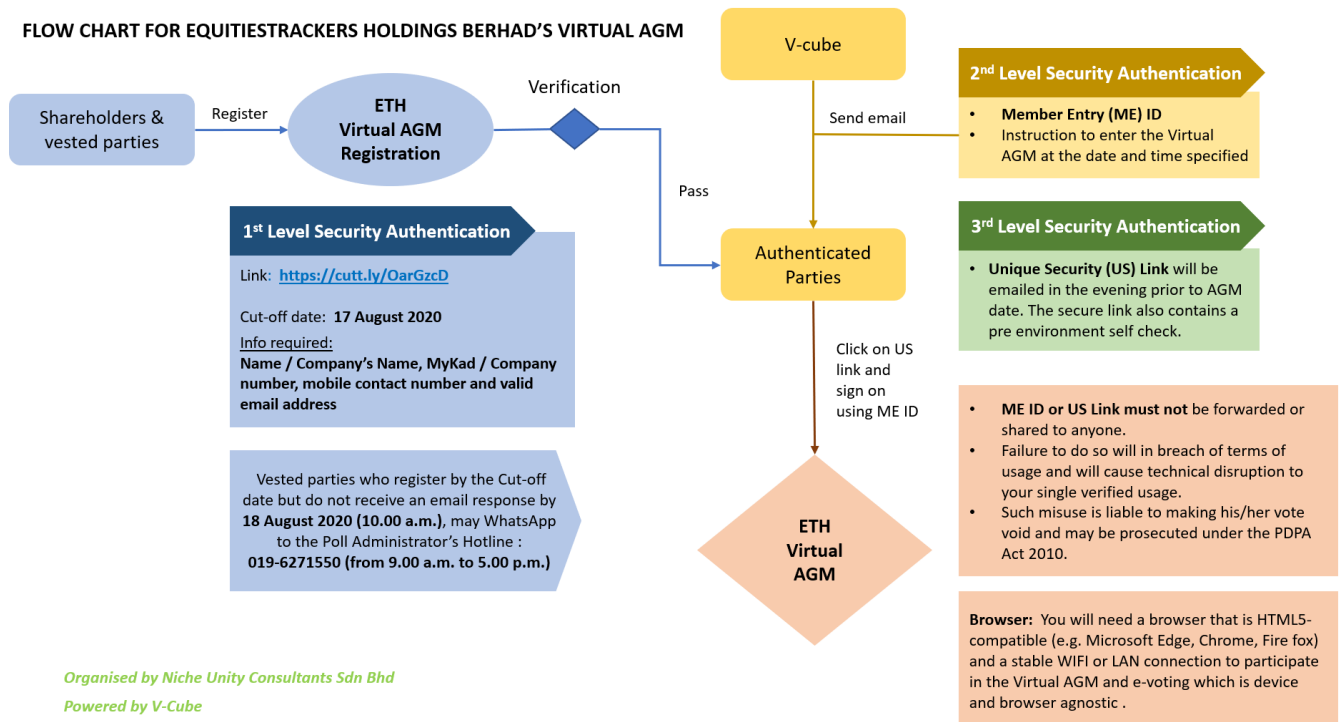 FLOW CHART FOR EQUITIESTRACKERS HOLDINGS BERHAD'S VIRTUAL AGM
Shareholders &
vested parties
Register
ETH
Virtual AGM
Registration
Verification
Pass
V-cube
Send email
Authenticated
Parties
Click on US
link and
sign on
using ME ID
ETH
Virtual
AGM
1st Level Security Authentication
Link: https://cutt.ly/OarGzcD
Cut-off date: 17 August 2020
Info required:
Name / Company's Name, MyKad / Company
number, mobile contact number and valid
email address
Vested parties who register by the Cut-off
date but do not receive an email response by
18 August 2020 (10.00 a.m.), may WhatsApp
to the Poll Administrator's Hotline :
019-6271550 (from 9.00 a.m. to 5.00 p.m.)
2nd Level Security Authentication
• Member Entry (ME) ID
• Instruction to enter the Virtual
AGM at the date and time specified
3rd Level Security Authentication
• Unique Security (US) Link will be
emailed in the evening prior to AGM
date. The secure link also contains a
pre environment self check.
• ME ID or US Link must not be forwarded or
shared to anyone.
• Failure to do so will in breach of terms of
usage and will cause technical disruption to
your single verified usage.
• Such misuse is liable to making his/her vote
void and may be prosecuted under the PDPA
Act 2010.
Browser: You will need a browser that is HTML5-
compatible (e.g. Microsoft Edge, Chrome, Fire fox)
and a stable WIFI or LAN connection to participate
in the Virtual AGM and e-voting which is device
and browser agnostic .
Organised by Niche Unity Consultants Sdn Bhd
Powered by V-Cube